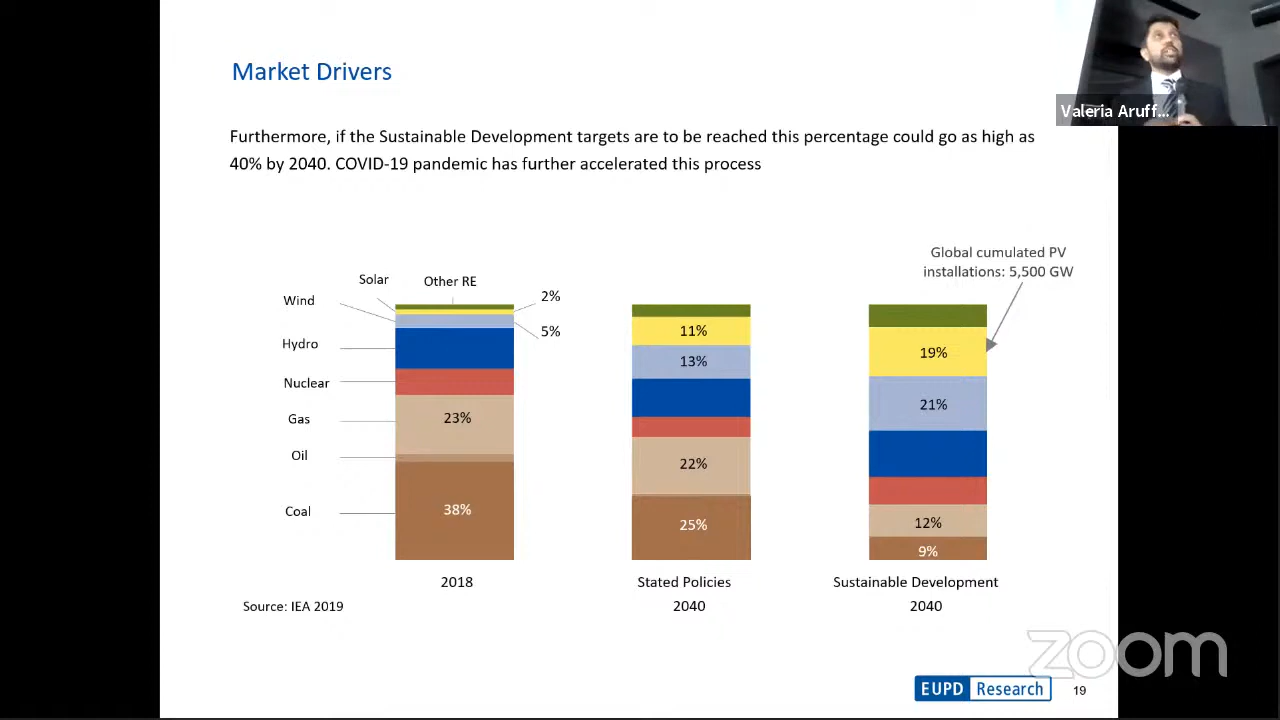 Market Drivers
Valeria Aruff...
Furthermore, if the Sustainable Development targets are to be reached this percentage could go as high as
40% by 2040. COVID-19 pandemic has further accelerated this process
Global cumulated PV
installations: 5,500 GW
Solar
Other RE
Wind
2%
5%
Hydro
Nuclear
Gas
23%
Oil
Coal
38%
11%
13%
22%
25%
19%
21%
12%
9%
2018
Stated Policies
2040
Sustainable Development
2040
Source: IEA 2019
zoom
EUPD Research
19